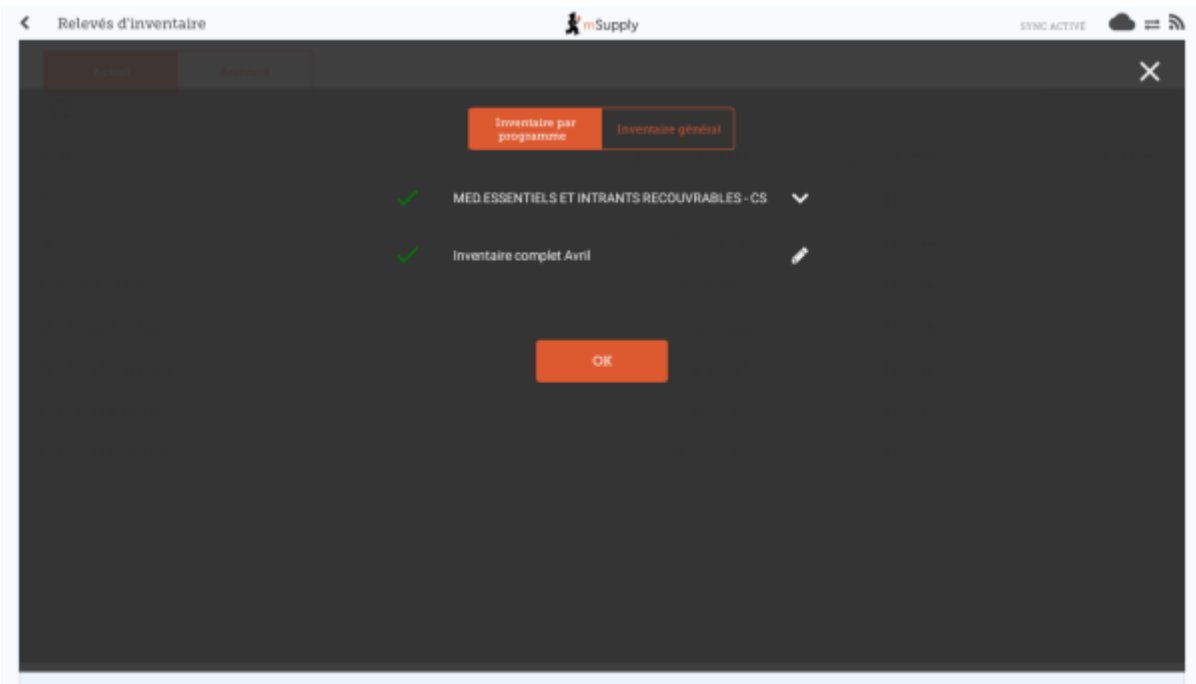 Relevés d'inventaire
mSupply
SYNC ACTIVÉ
Inventaire par
programme
Inventaire général
MED.ESSENTIELS ET INTRANTS RECOUVRABLES - CS
Inventaire complet Avril
OK